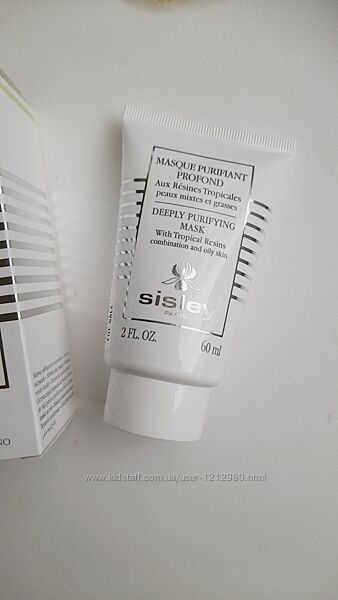 MASQUE PURIFIANT
PROFOND
Aux Résines Tropicales
peaux mixtes et grasses
DEEPLY PURIFYING
MASK
With Tropical Resins
combination and oily skin
sisley
PARIS
2 FL. OZ. 60 ml
www.kidstaff.com.ua/user-1212980.html